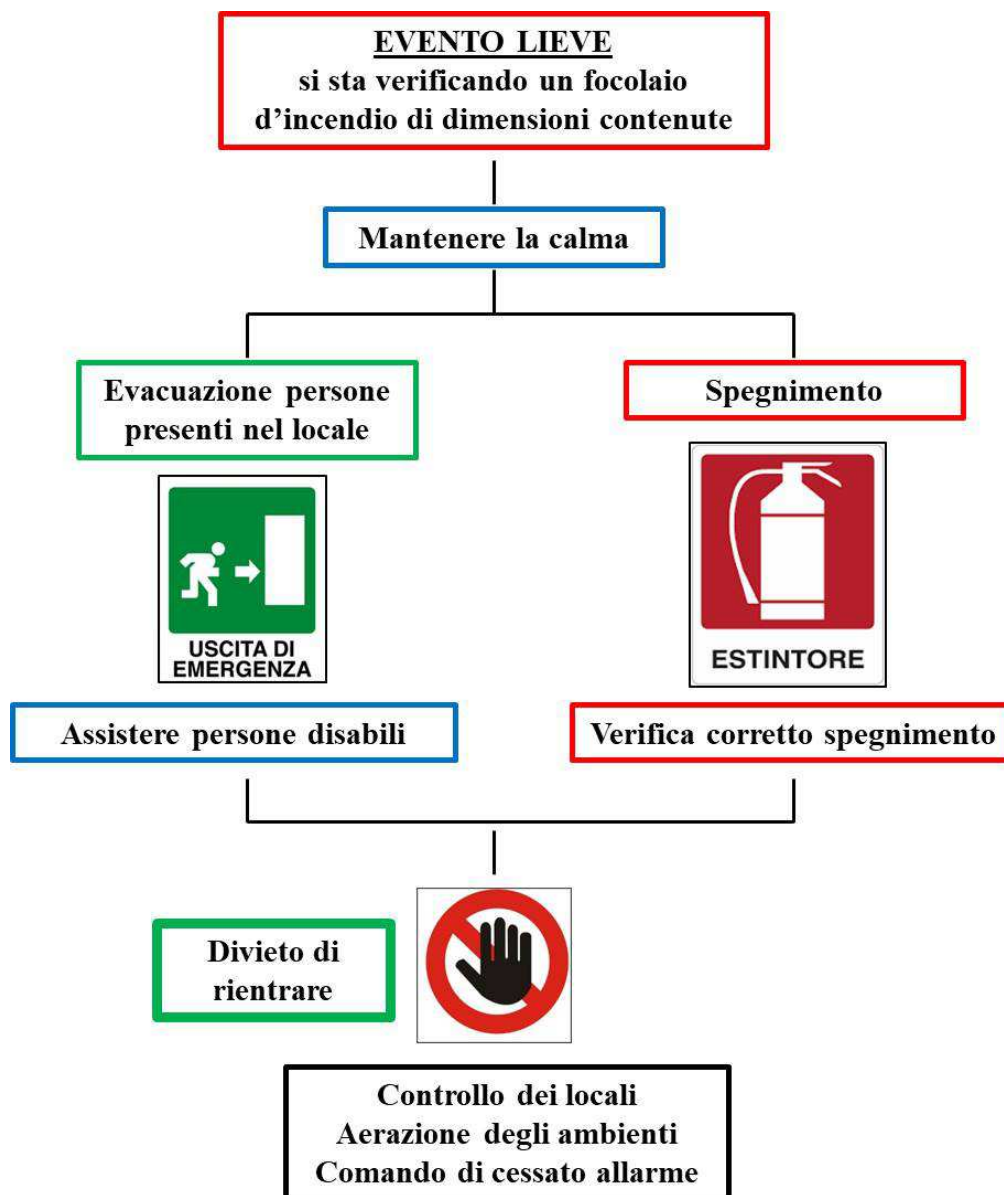 EVENTO LIEVE
si sta verificando un focolaio
d’incendio di dimensioni contenute
Mantenere la calma
Evacuazione persone
presenti nel locale
Spegnimento
USCITA DI
EMERGENZA
ESTINTORE
Assistere persone disabili
Verifica corretto spegnimento
Divieto di
rientrare
Controllo dei locali
Aerazione degli ambienti
Comando di cessato allarme